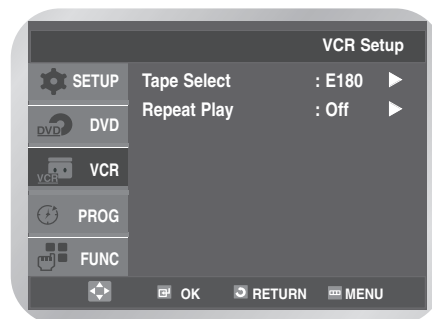 VCR Setup
SETUP
Tape Select : E180
Repeat Play : Off
DVD DVD
VCR VCR
PROG
FUNC
OK RETURN MENU